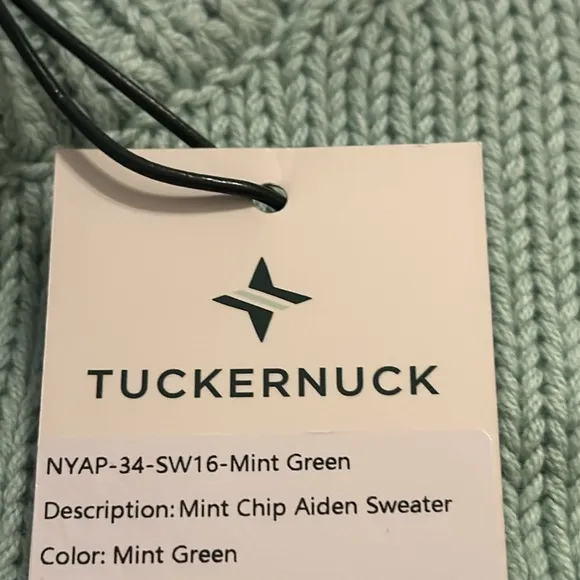 TUCKERNUCK
NYAP-34-SW16-Mint Green
Description: Mint Chip Aiden Sweater
Color: Mint Green